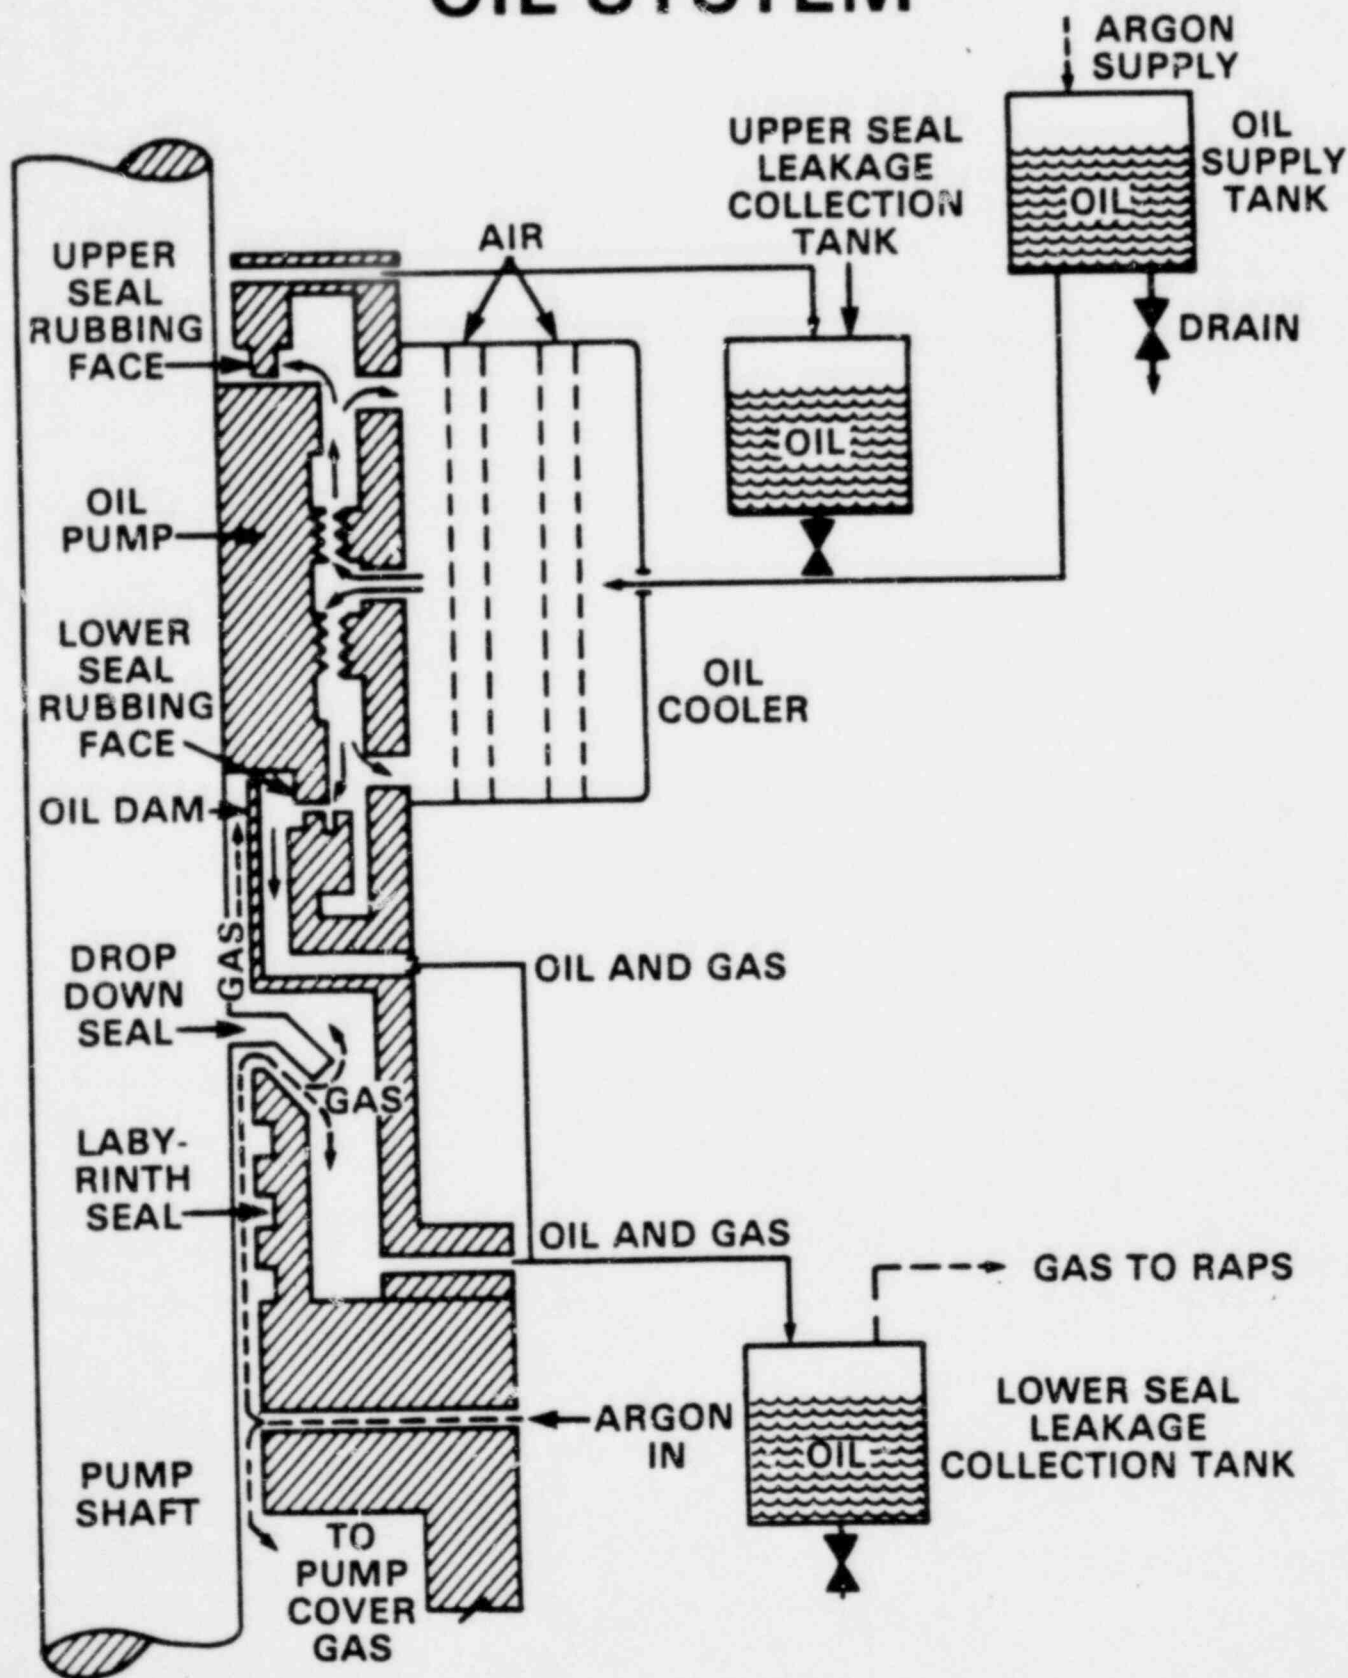 OIL SYSTEM
ARGON
SUPPLY
OIL
SUPPLY
TANK
OIL
DRAIN
UPPER SEAL
LEAKAGE
COLLECTION
TANK
OIL
AIR
UPPER
SEAL
RUBBING
FACE
OIL
PUMP
LOWER
SEAL
RUBBING
FACE
OIL
COOLER
OIL DAM
GAS
DROP
DOWN
SEAL
OIL AND GAS
GAS
LABY-
RINTH
SEAL
OIL AND GAS
GAS TO RAPS
ARGON
IN
OIL
LOWER SEAL
LEAKAGE
COLLECTION TANK
PUMP
SHAFT
TO
PUMP
COVER
GAS